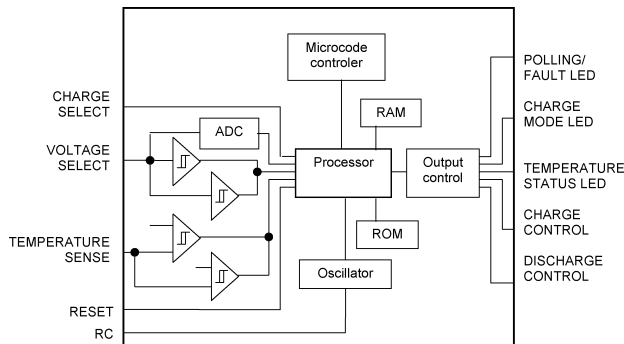 Microcode
controler
POLLING/
FAULT LED
CHARGE
SELECT
RAM
CHARGE
MODE LED
ADC
VOLTAGE
SELECT
Processor
Output
control
TEMPERATURE
STATUS LED
TEMPERATURE
SENSE
ROM
CHARGE
CONTROL
Oscillator
DISCHARGE
CONTROL
RESET
RC